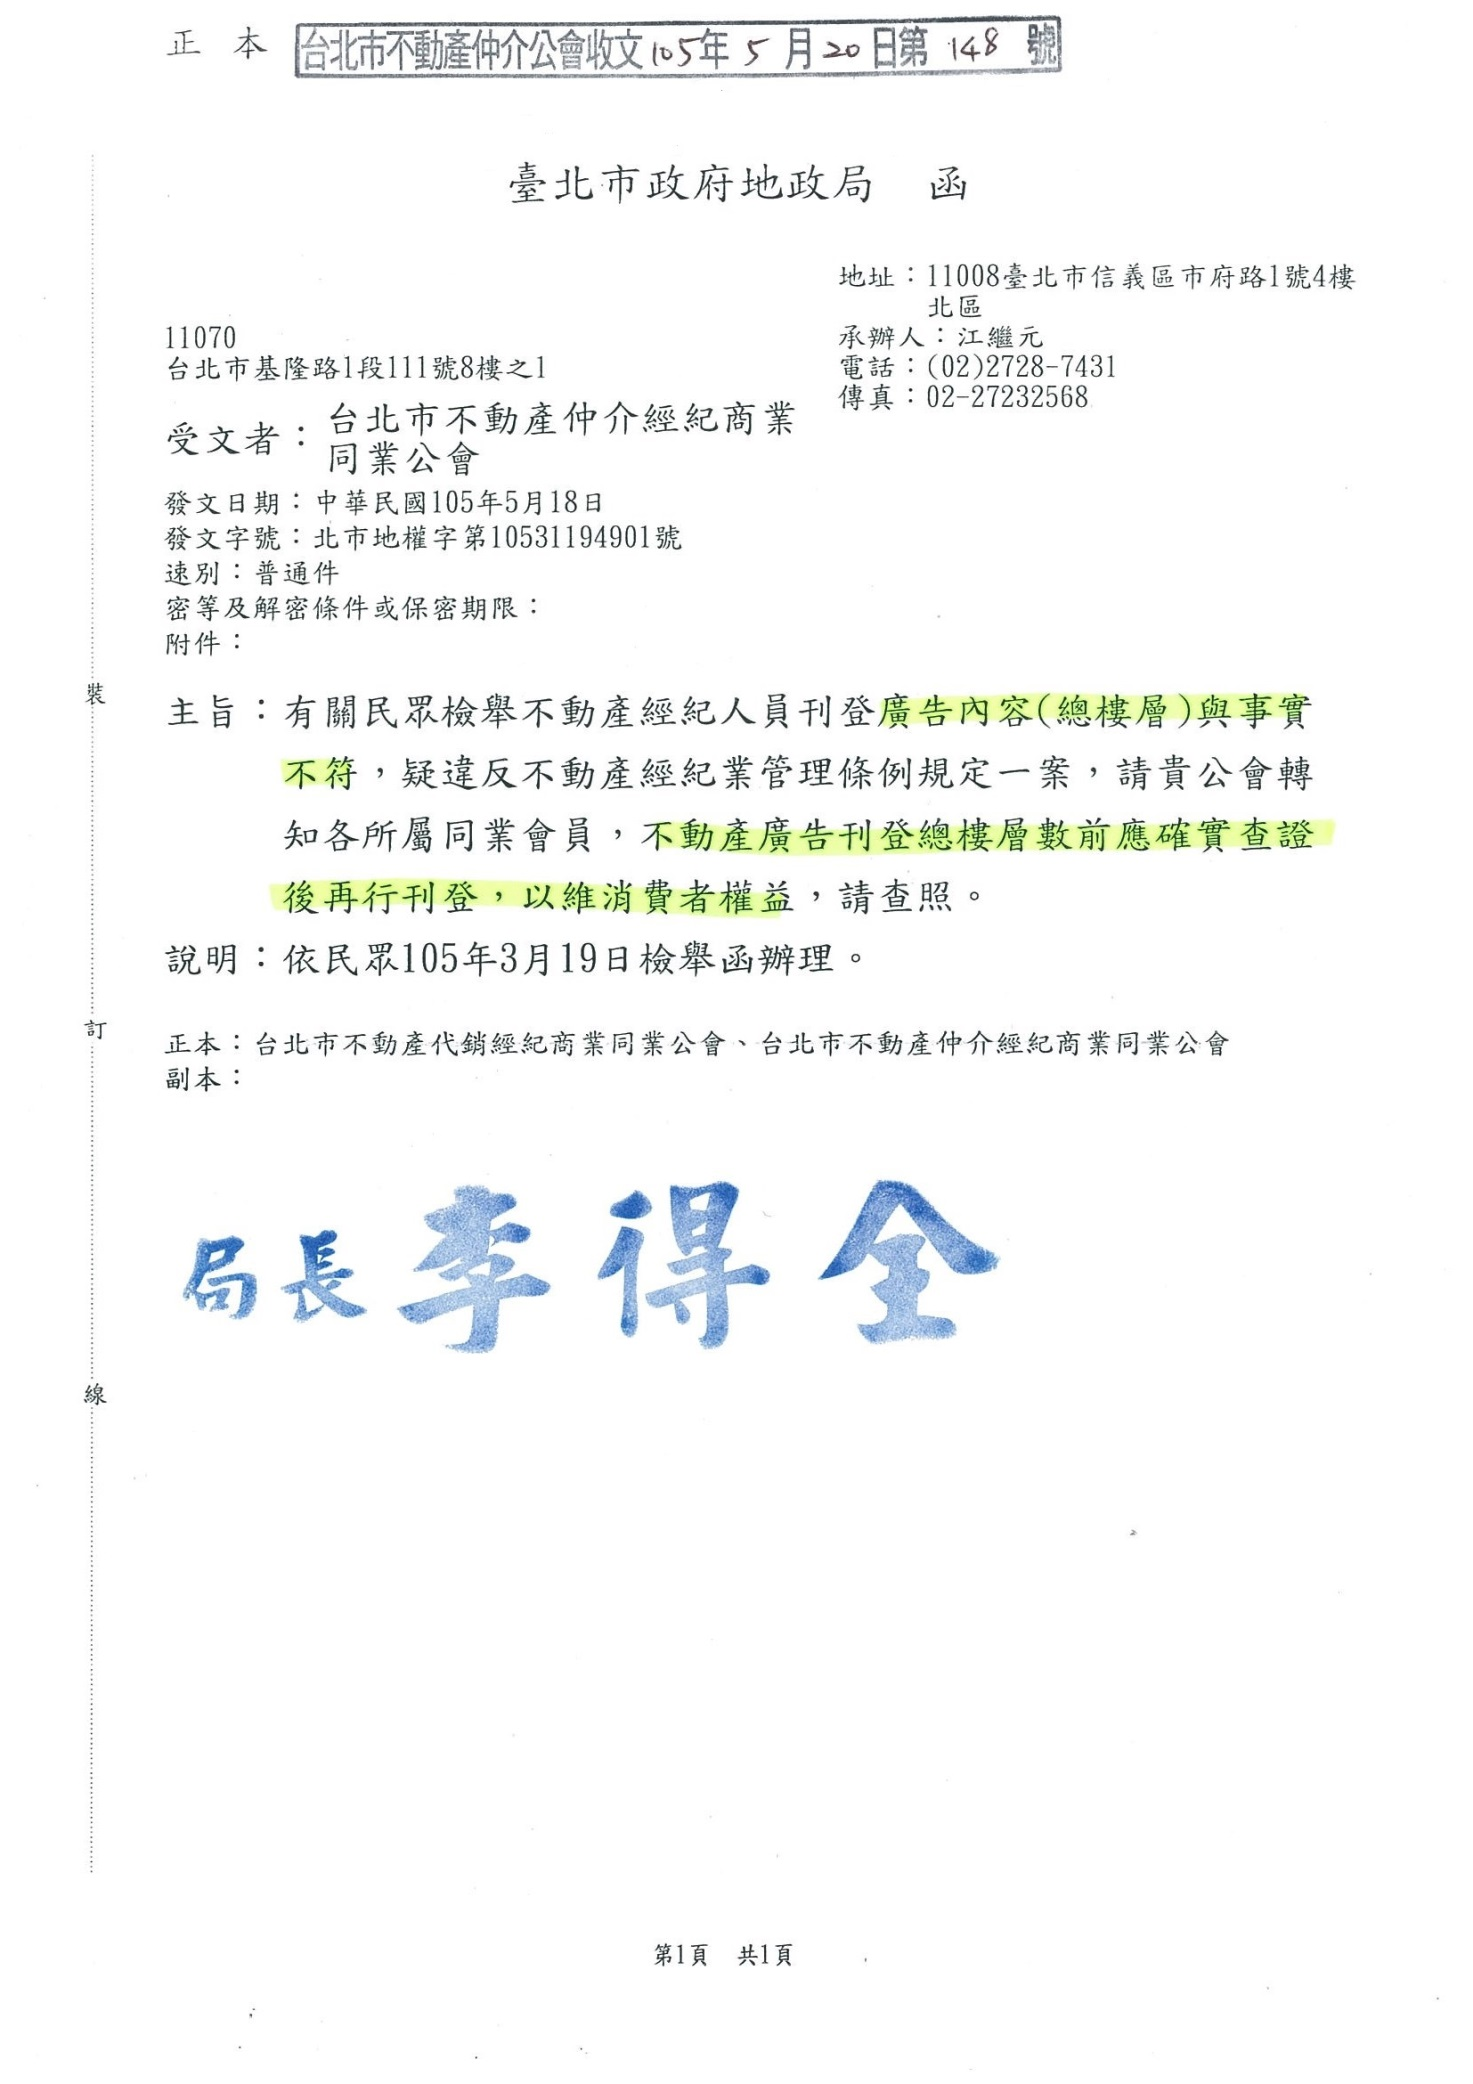 正 本
台北市不動產仲介公會收文105年5月20日第148號
臺北市政府地政局 函
地址：11008臺北市信義區市府路1號4樓
北區
承辦人：江繼元
電話：(02)2728-7431
傳真：02-27232568
11070
台北市基隆路1段111號8樓之1
受文者：台北市不動產仲介經紀商業
同業公會
發文日期：中華民國105年5月18日
發文字號：北市地權字第10531194901號
速別：普通件
密等及解密條件或保密期限：
附件：
主旨：有關民眾檢舉不動產經紀人員刊登廣告內容(總樓層)與事實
不符，疑違反不動產經紀業管理條例規定一案，請貴公會轉
知各所屬同業會員，不動產廣告刊登總樓層數前應確實查證
後再行刊登，以維消費者權益，請查照。
說明：依民眾105年3月19日檢舉函辦理。
正本：台北市不動產代銷經紀商業同業公會、台北市不動產仲介經紀商業同業公會
副本：
局長 李得全
裝
訂
線
第1頁 共1頁